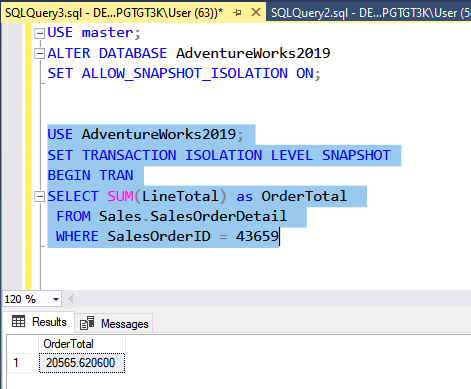 SQLQuery3.sql - DE...PGTGT3K\User (63))*
SQLQuery2.sql - DE...PGTGT3K\User (5
USE master;
ALTER DATABASE AdventureWorks2019
SET ALLOW_SNAPSHOT_ISOLATION ON;
USE AdventureWorks2019;
SET TRANSACTION ISOLATION LEVEL SNAPSHOT
BEGIN TRAN
SELECT SUM(LineTotal) as OrderTotal
FROM Sales.SalesOrderDetail
WHERE SalesOrderID = 43659
120 %
Results Messages
OrderTotal
1 20565.620600